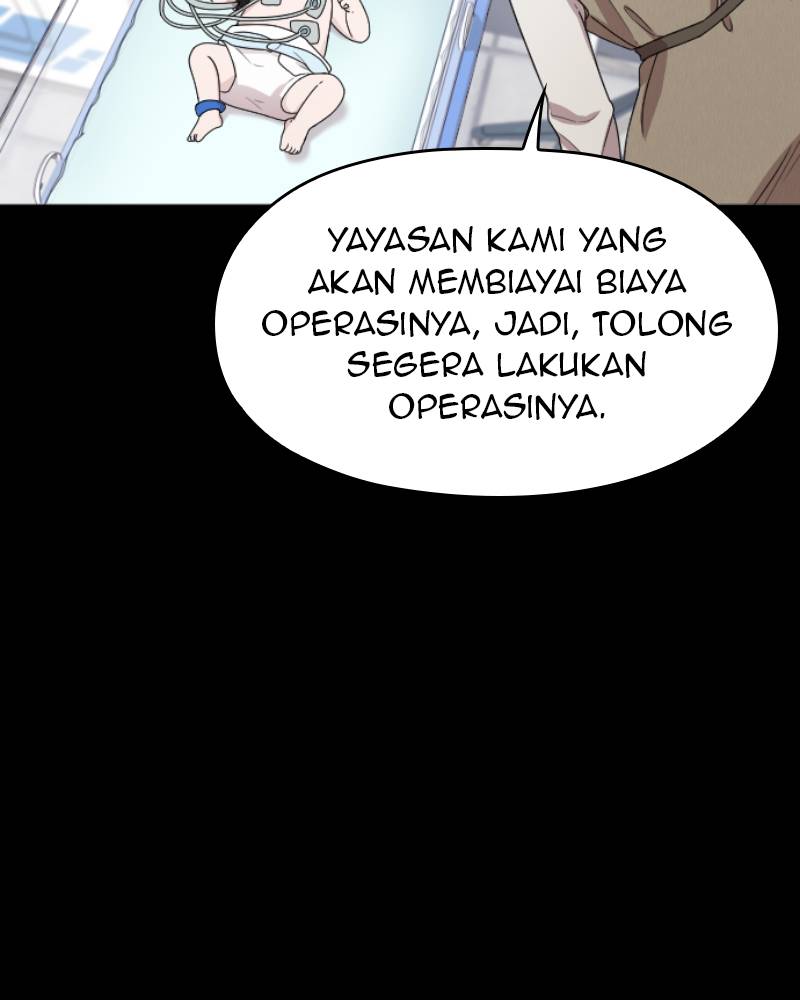 YAYASAN KAMI YANG
AKAN MEMBIAYAI BIAYA
OPERASINYA, JADI, TOLONG
SEGERA LAKUKAN
OPERASINYA.